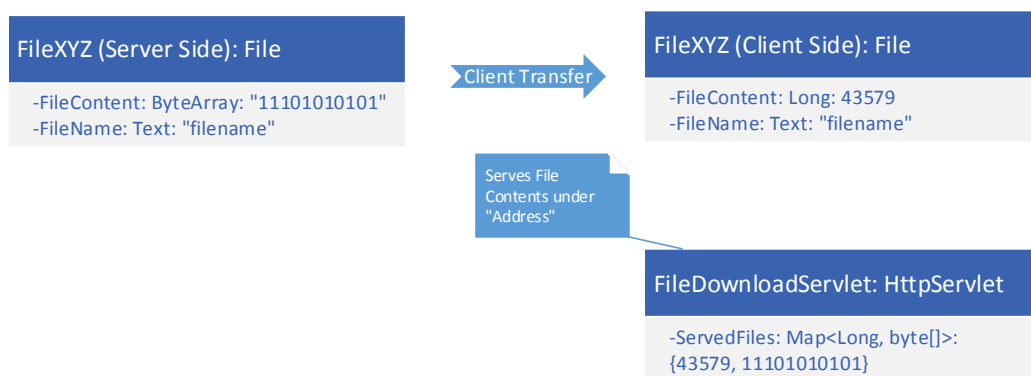 FileXYZ (Server Side): File
-FileContent: ByteArray: "11101010101"
-FileName: Text: "filename"
Client Transfer
FileXYZ (Client Side): File
-FileContent: Long: 43579
-FileName: Text: "filename"
Serves File
Contents under
"Address"
FileDownloadServlet: HttpServlet
-ServedFiles: Map<Long, byte[]>:
{43579, 11101010101}